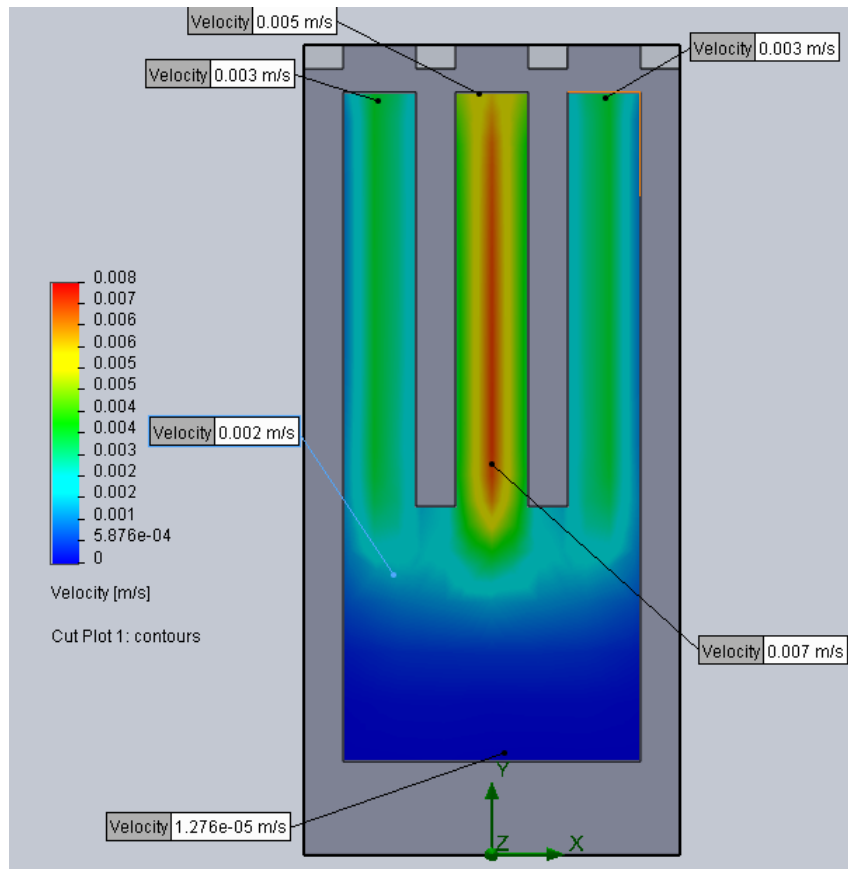 Velocity 0.005 m/s
Velocity 0.003 m/s
Velocity 0.003 m/s
0.008
0.007
0.006
0.006
0.005
0.005
0.004
0.004
0.003
0.002
0.002
0.001
5.876e-04
0
Velocity [m/s]
Cut Plot 1: contours
Velocity 0.002 m/s
Velocity 0.007 m/s
Velocity 1.276e-05 m/s
Y
Z
X